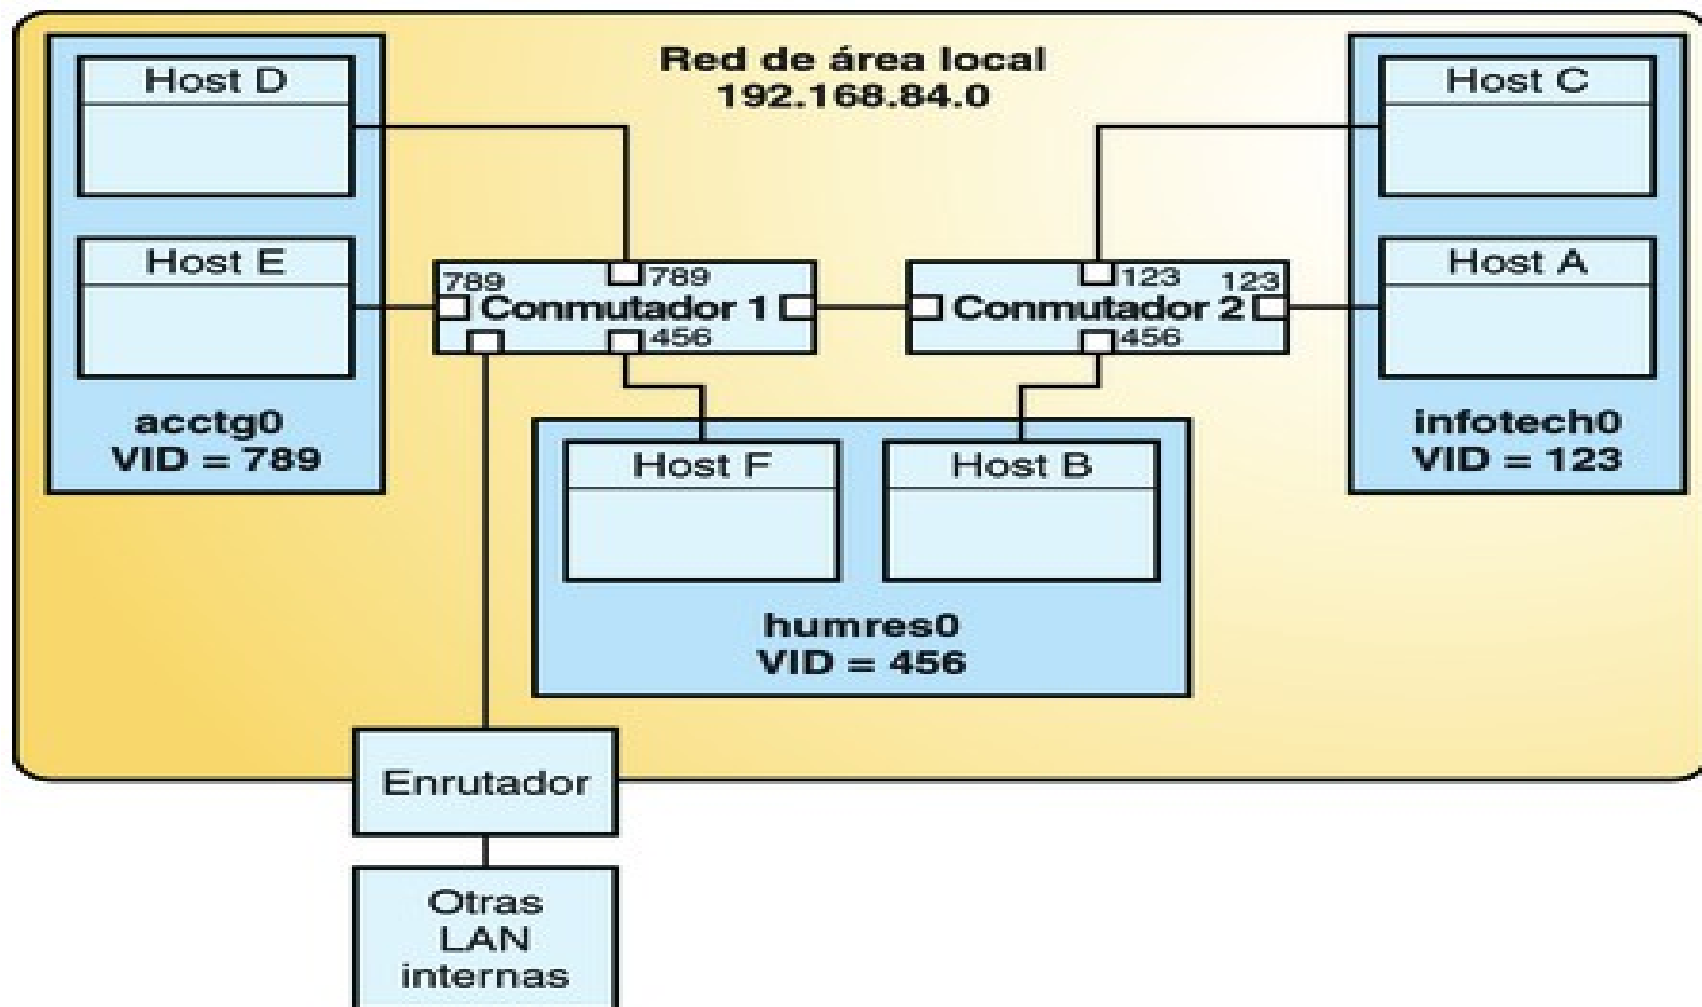 Red de área local
192.168.84.0
Host D
Host E
acctg0
VID = 789
Host C
Host A
infotech0
VID = 123
789
789
Conmutador 1
456
123
123
Conmutador 2
456
Host F
Host B
humres0
VID = 456
Enrutador
Otras
LAN
internas